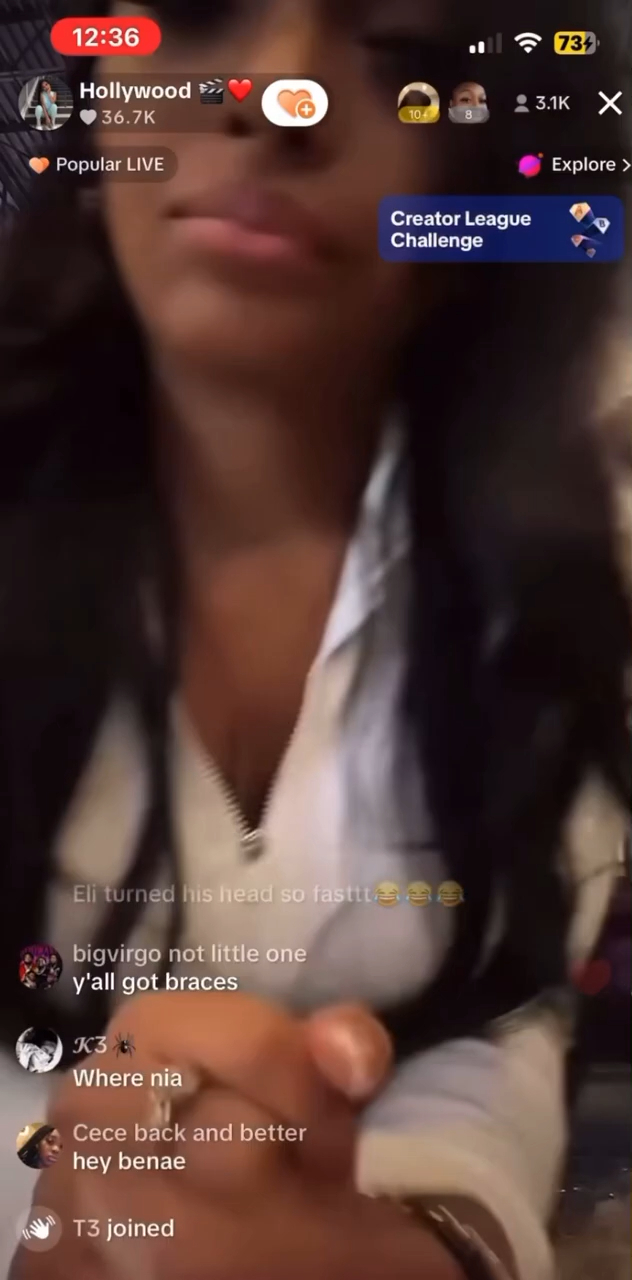 12:36
73
Hollywood 🎬❤️
36.7K
10+
8
3.1K
Popular LIVE
Explore >
Creator League
Challenge
Eli turned his head so fasttt😂😂😂
bigvirgo not little one
y'all got braces
𝒦3 🕷️
Where nia
Cece back and better
hey benae
T3 joined